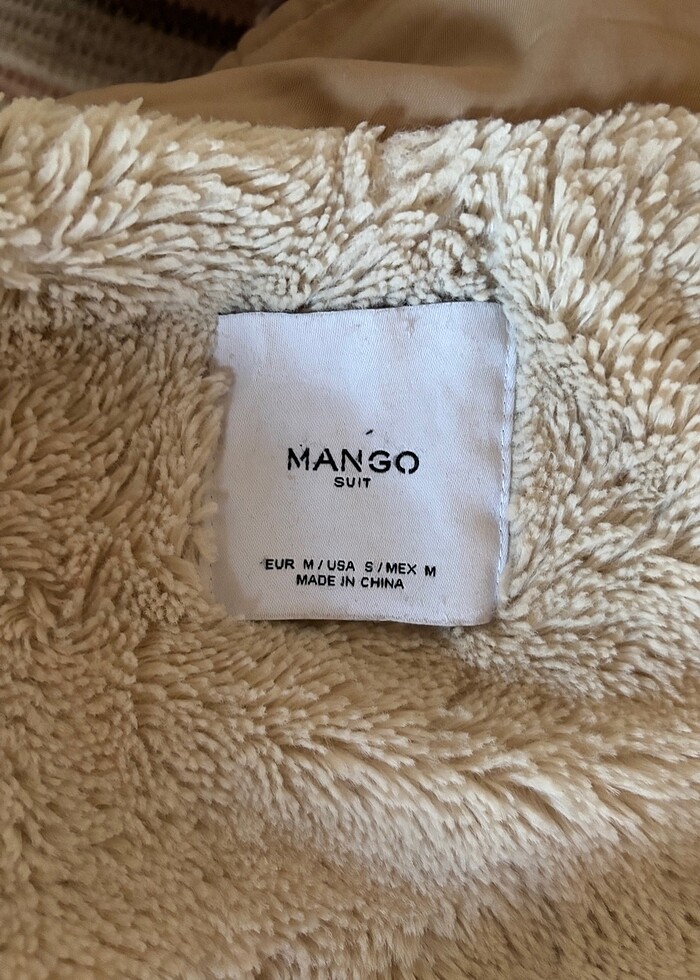 MANGO
SUIT
EUR M / USA S / MEX M
MADE IN CHINA